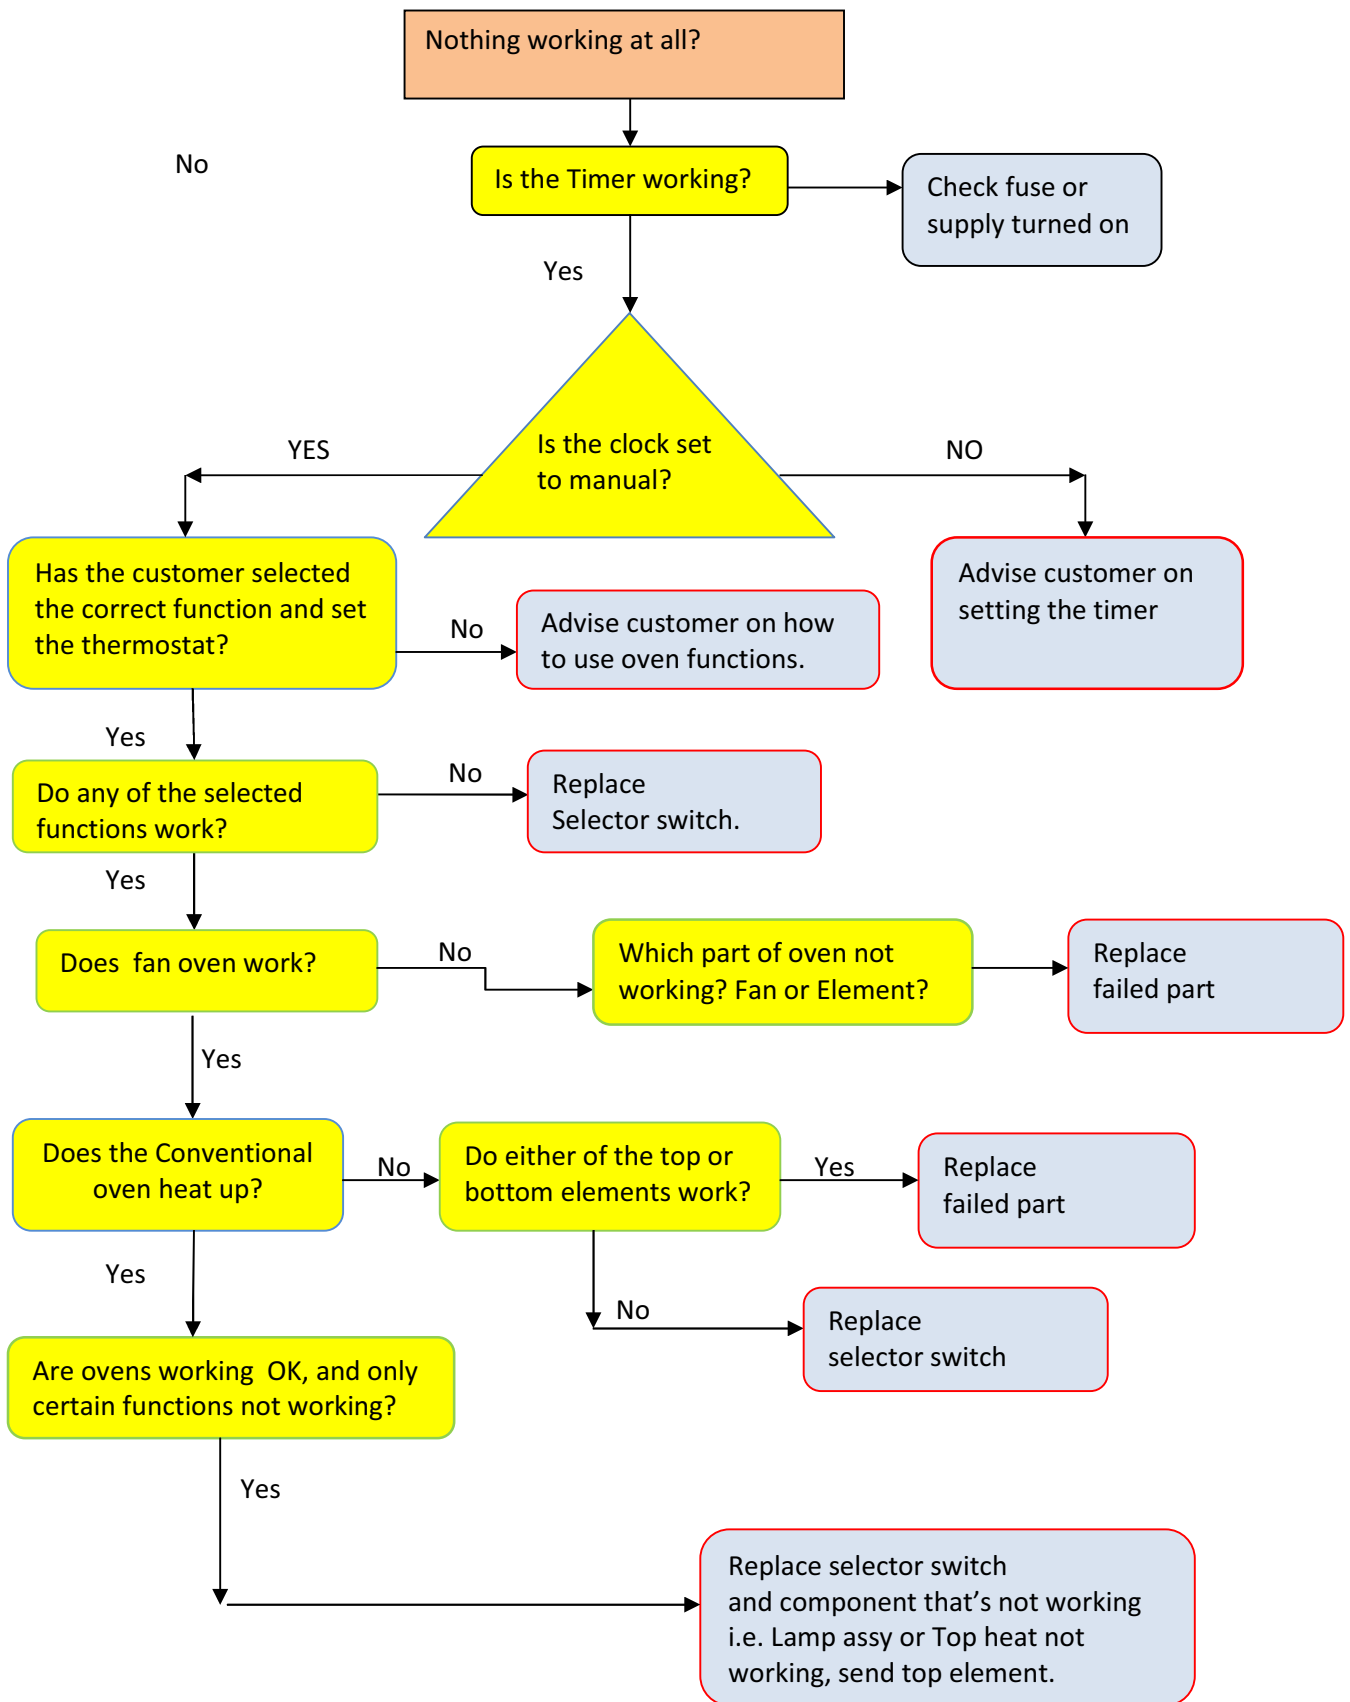 Nothing working at all?
No
Is the Timer working?
Check fuse or
supply turned on
Yes
Is the clock set
to manual?
YES
NO
Has the customer selected
the correct function and set
the thermostat?
No
Advise customer on how
to use oven functions.
Advise customer on
setting the timer
Yes
Do any of the selected
functions work?
No
Replace
Selector switch.
Yes
Does  fan oven work?
No
Which part of oven not
working? Fan or Element?
Replace
failed part
Yes
Does the Conventional
oven heat up?
No
Do either of the top or
bottom elements work?
Yes
Replace
failed part
Yes
No
Replace
selector switch
Are ovens working  OK, and only
certain functions not working?
Yes
Replace selector switch
and component that’s not working
i.e. Lamp assy or Top heat not
working, send top element.